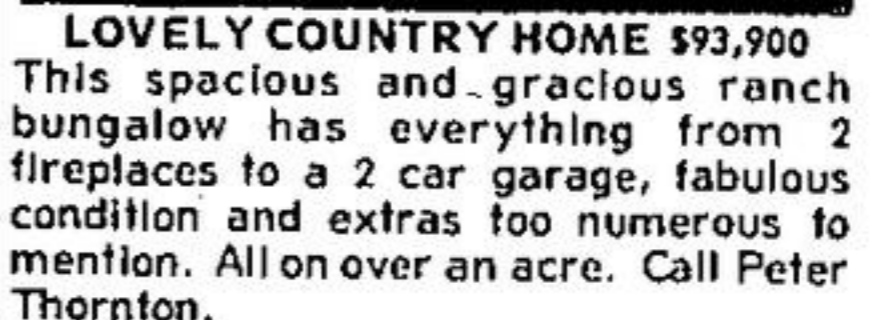 LOVELY COUNTRY HOME $93,900
This spacious and gracious ranch
bungalow has everything from 2
fireplaces to a 2 car garage, fabulous
condition and extras too numerous to
mention. All on over an acre. Call Peter
Thornton.